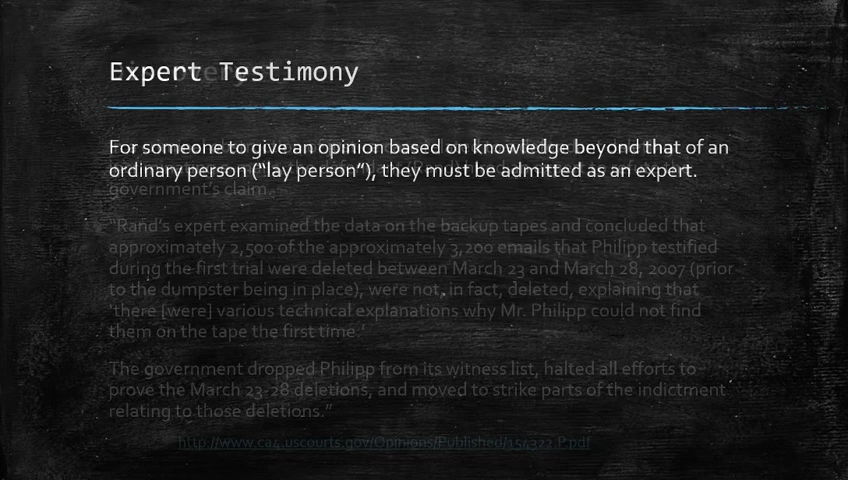 Expert Testimony
For someone to give an opinion based on knowledge beyond that of an
ordinary person (“lay person”), they must be admitted as an expert.
government’s claim.
“Rand’s expert examined the data on the backup tapes and concluded that
approximately 2,500 of the approximately 3,200 emails that Philipp testified
during the first trial were deleted between March 23 and March 28, 2007 (prior
to the dumpster being in place), were not, in fact, deleted, explaining that
‘there [were] various technical explanations why Mr. Philipp could not find
them on the tape the first time.’
The government dropped Philipp from its witness list, halted all efforts to
prove the March 23-28 deletions, and moved to strike parts of the indictment
relating to those deletions.”
http://www.ca4.uscourts.gov/Opinions/Published/154322.P.pdf